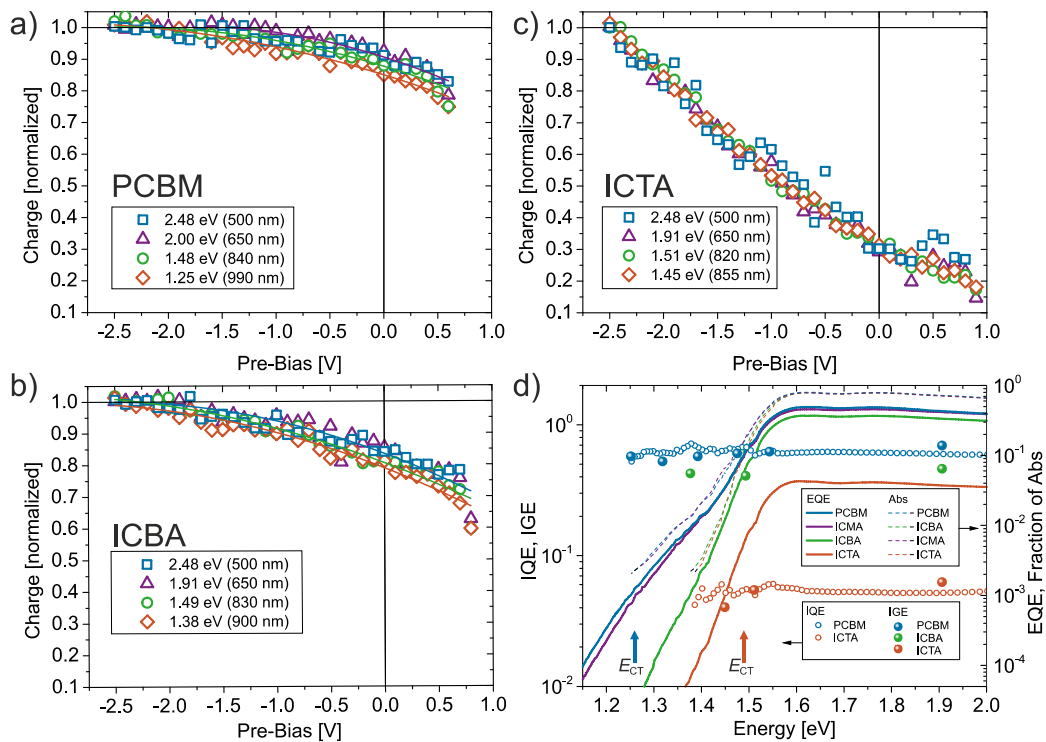 a)
Charge [normalized]
1.0
0.9
0.8
0.7
0.6
0.5
0.4
0.3
0.2
0.1
PCBM
2.48 eV (500 nm)
2.00 eV (650 nm)
1.48 eV (840 nm)
1.25 eV (990 nm)
-2.5 -2.0 -1.5 -1.0 -0.5 0.0 0.5 1.0
Pre-Bias [V]
c)
Charge [normalized]
1.0
0.9
0.8
0.7
0.6
0.5
0.4
0.3
0.2
0.1
ICTA
2.48 eV (500 nm)
1.91 eV (650 nm)
1.51 eV (820 nm)
1.45 eV (855 nm)
-2.5 -2.0 -1.5 -1.0 -0.5 0.0 0.5 1.0
Pre-Bias [V]
b)
Charge [normalized]
1.0
0.9
0.8
0.7
0.6
0.5
0.4
0.3
0.2
0.1
ICBA
2.48 eV (500 nm)
1.91 eV (650 nm)
1.49 eV (830 nm)
1.38 eV (900 nm)
-2.5 -2.0 -1.5 -1.0 -0.5 0.0 0.5 1.0
Pre-Bias [V]
d)
IQE, IGE
10⁰
10⁻¹
10⁻²
EQE Abs
PCBM PCBM
ICMA ICBA
ICBA ICMA
ICTA ICTA
IQE IGE
PCBM PCBM
ICTA ICBA
ICTA
E_CT E_CT
10⁰
10⁻¹
10⁻²
10⁻³
10⁻⁴
EQE, Fraction of Abs
1.2 1.3 1.4 1.5 1.6 1.7 1.8 1.9 2.0
Energy [eV]